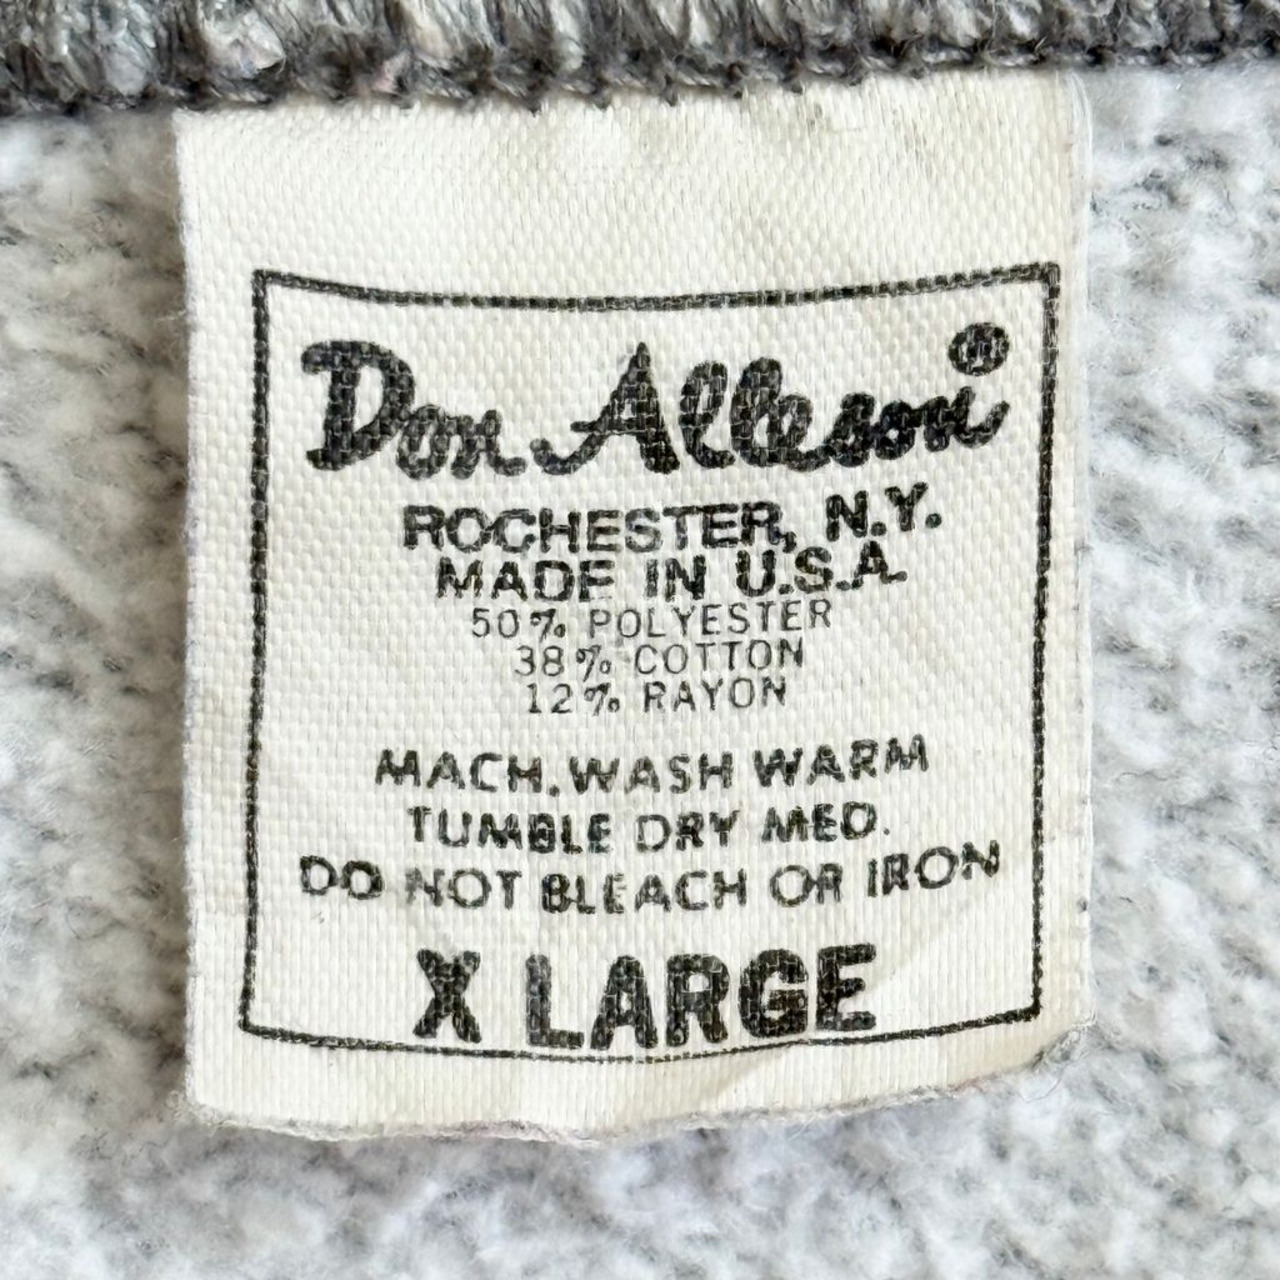 Don Alleson®
ROCHESTER, N.Y.
MADE IN U.S.A.
50% POLYESTER
38% COTTON
12% RAYON
MACH. WASH WARM
TUMBLE DRY MED.
DO NOT BLEACH OR IRON
X LARGE